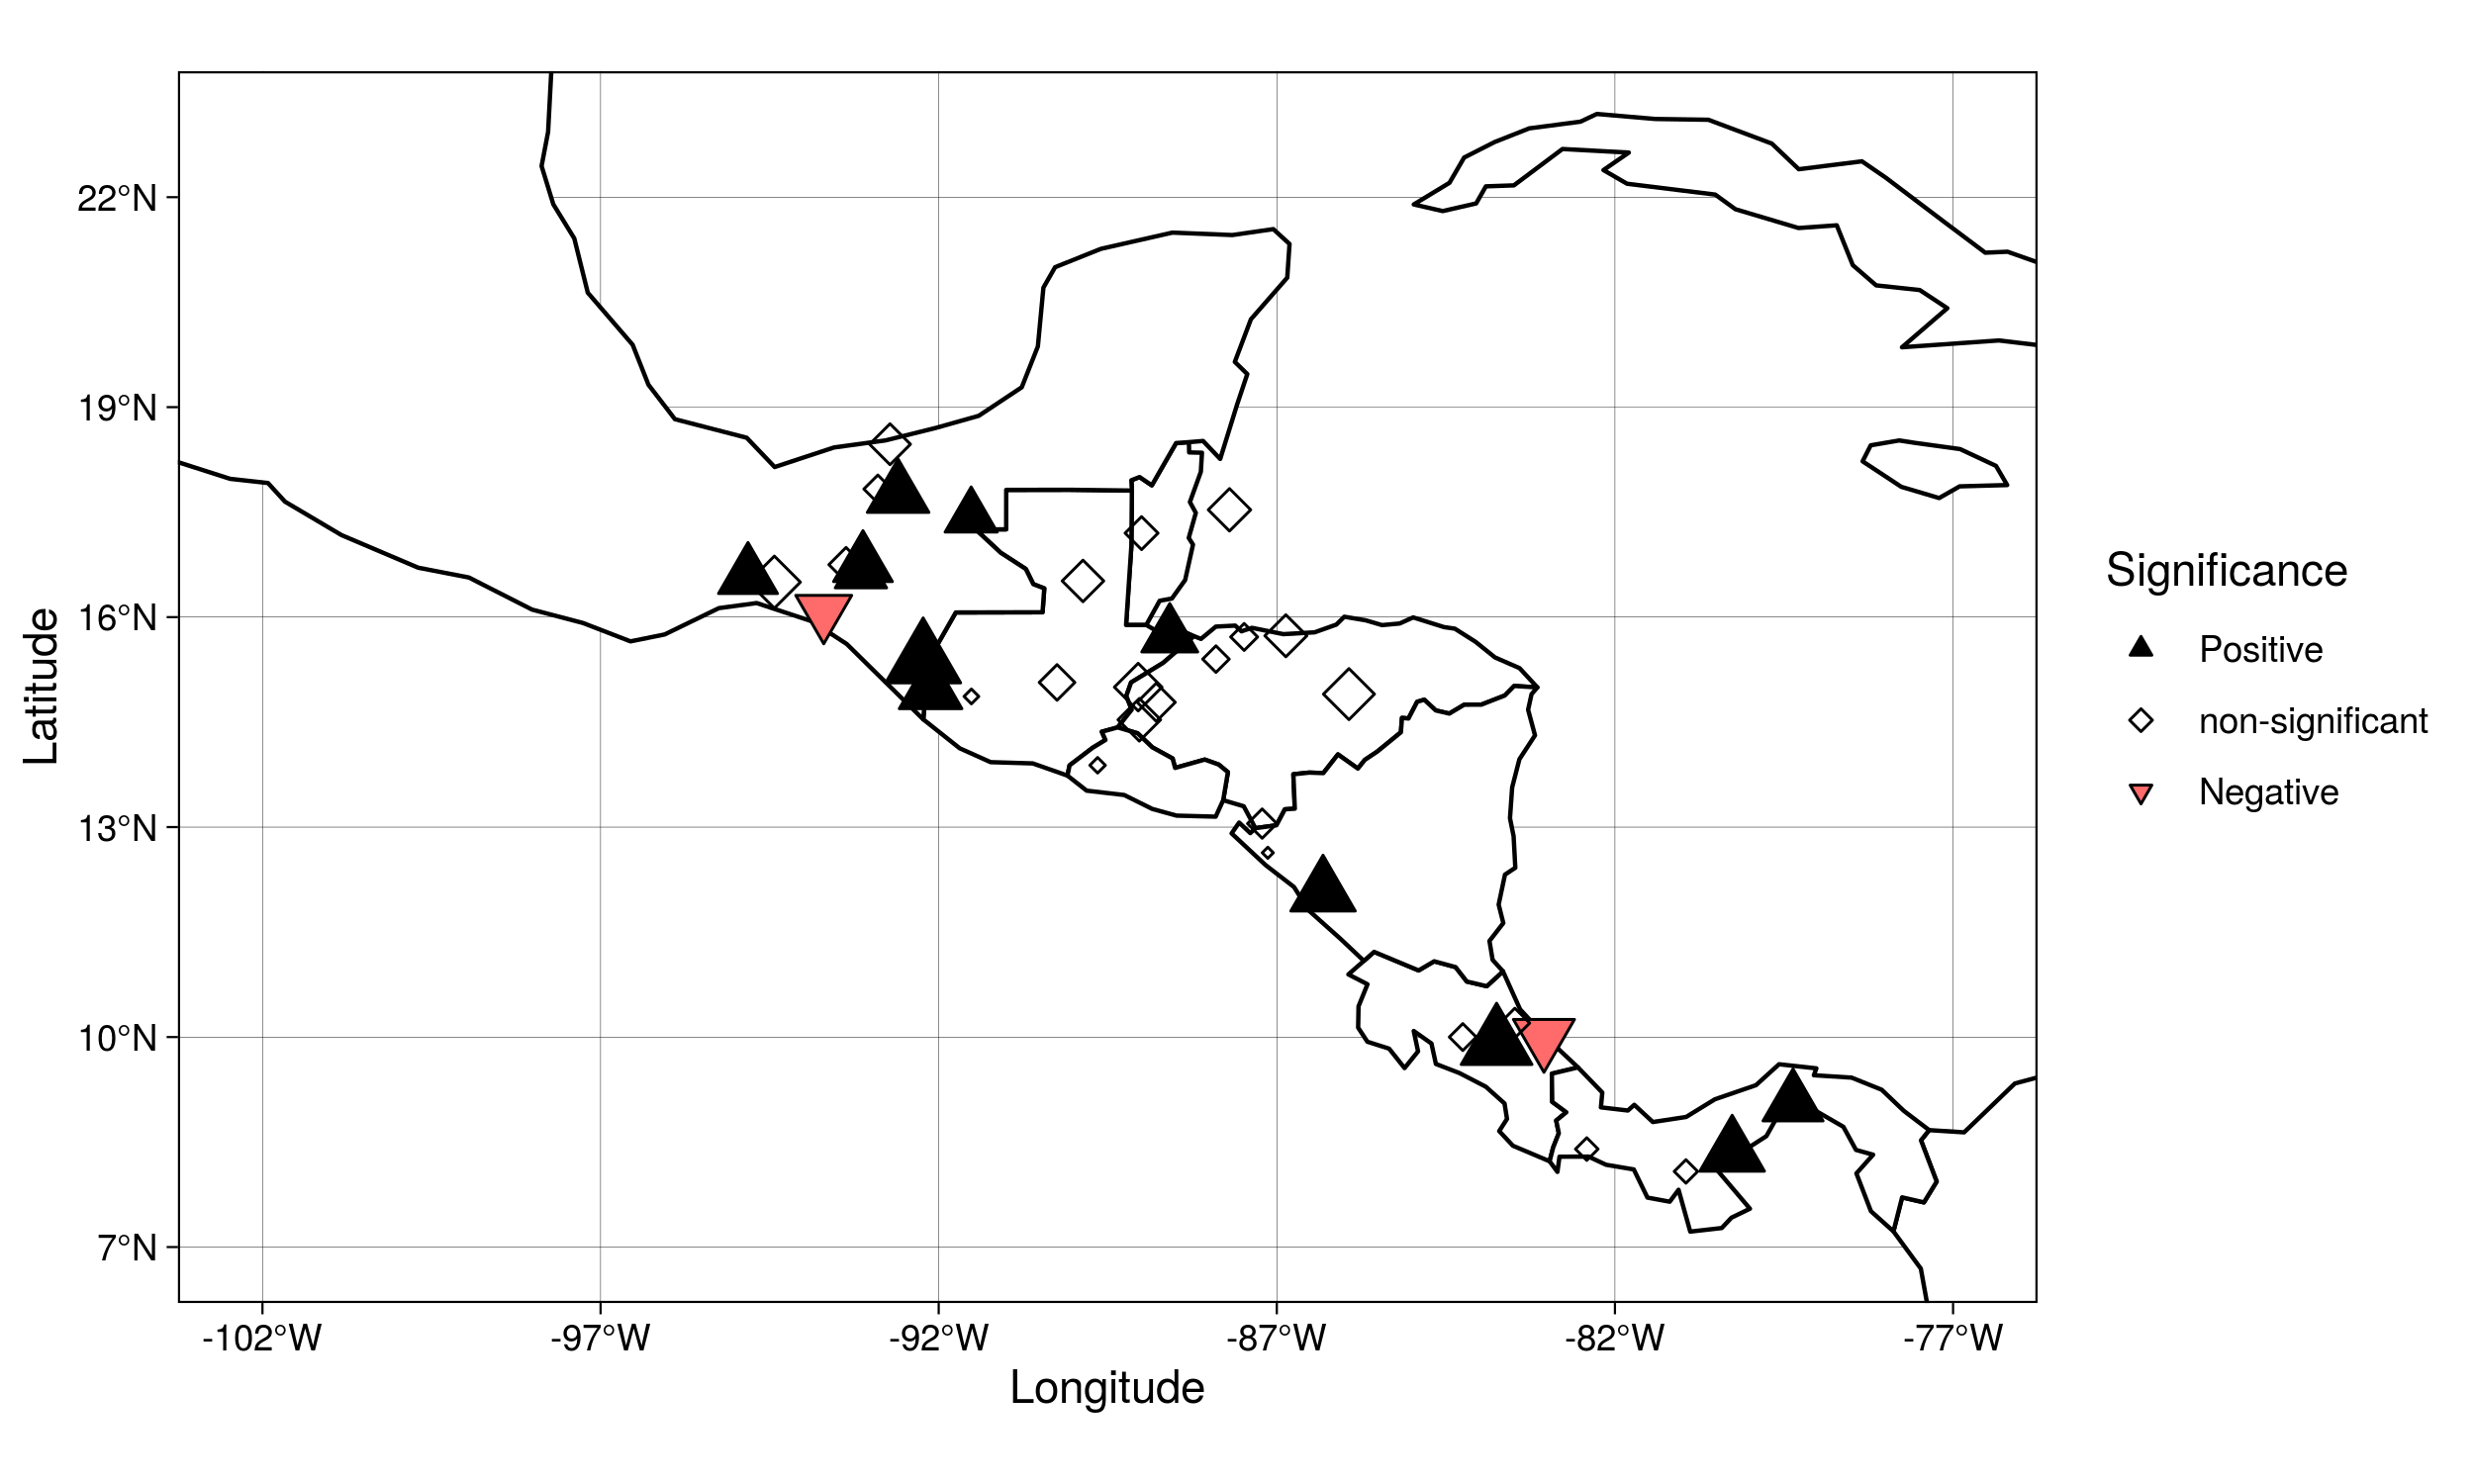 22°N
19°N
16°N
13°N
10°N
7°N
Latitude
-102°W
-97°W
-92°W
-87°W
-82°W
-77°W
Longitude
Significance
Positive
non-significant
Negative